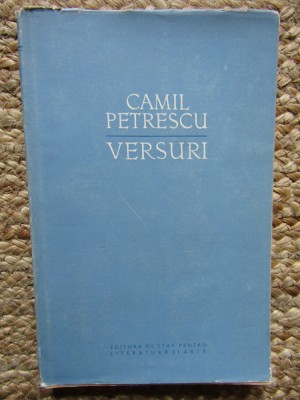 CAMIL
PETRESCU
VERSURI
EDITURA DE STAT PENTRU
LITERATURĂ ȘI ARTĂ